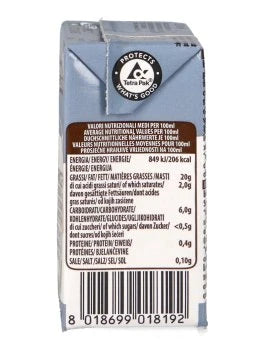 PROTECTS
Tetra Pak®
WHAT'S GOOD
VALORI NUTRIZIONALI MEDI PER 100ml
AVERAGE NUTRITIONAL VALUES PER 100ml
DUCHSCHNITTLICHE NÄHRWERTE JE 100ml
VALEURS NUTRITIONNELLES MOYENNES POUR 100ml
PROSJEČNE HRANJIVE VRIJEDNOSTI NA 100ml
ENERGIA/ENERGY/ENERGIE/ 849 kJ/206 kcal
ÉNERGIE/ENERGIJA
GRASSI/FAT/FETT/MATIÈRES GRASSES/MASTI 20g
di cui acidi grassi saturi/of which saturates/ 2,0g
davon gesättigte Fettsäuren/dont acides
gras saturés/od kojih zasićene
CARBOIDRATI/CARBOHYDRATE/ 6,0g
KOHLENHYDRATE/GLUCIDES/UGLJIKOHIDRATI
di cui zuccheri/of which sugars/davon Zucker/ <0,5g
dont sucres/od kojih šećeri
PROTEINE/PROTEIN/EIWEIß/ 0,4g
PROTÉINES/BJELANČEVINE
SALE/SALT/SALZ/SEL/SOL 0,10g
8 018699 018192